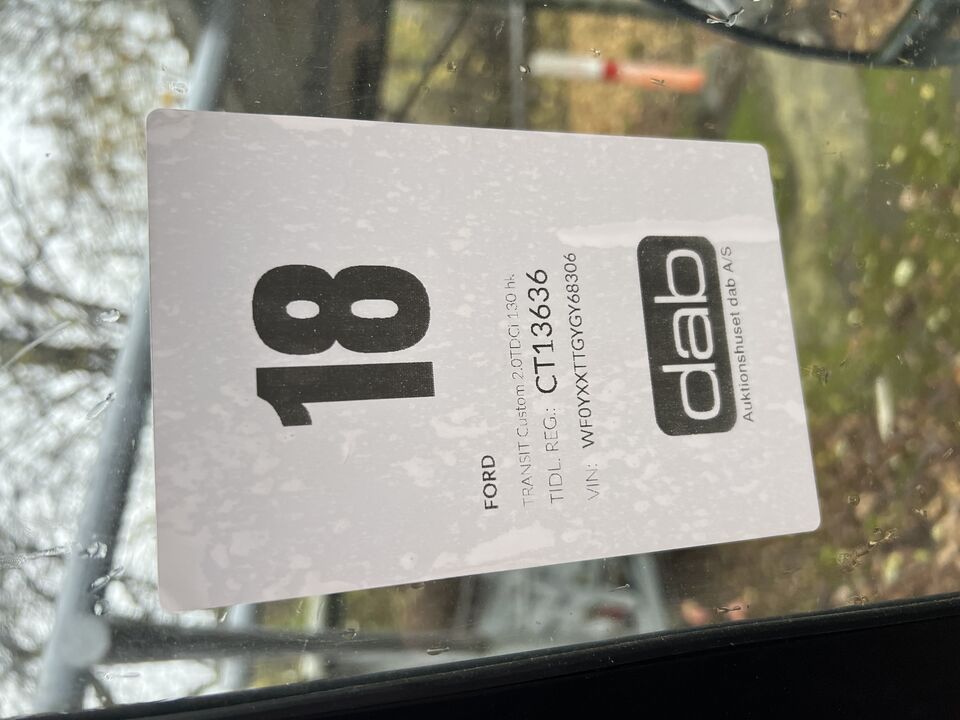 18
FORD
TRANSIT Custom 2.0TDCi 130 hk
TIDL. REG.: CT13636
VIN: WF0YXXTTGYGY68306
dab
Auktionshuset dab A/S